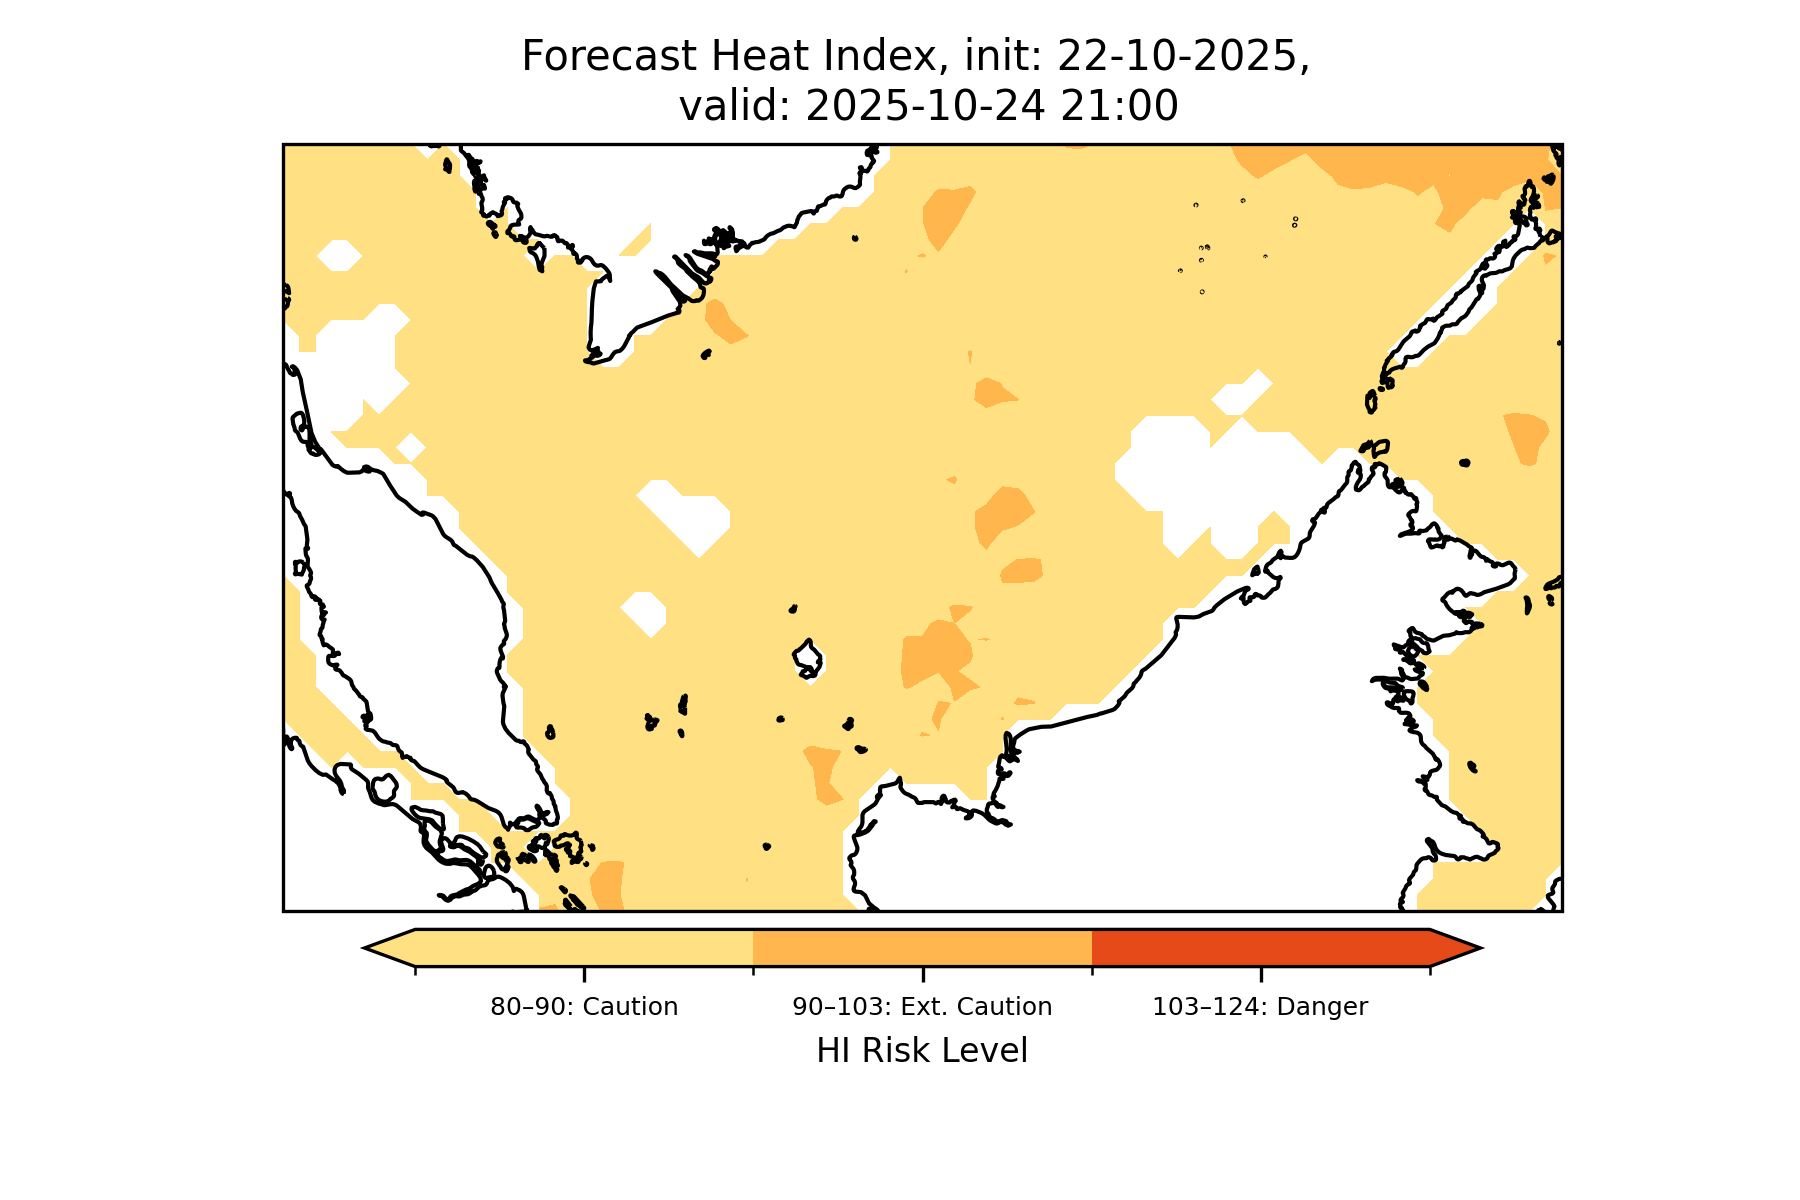 Forecast Heat Index, init: 22-10-2025,
valid: 2025-10-24 21:00
80–90: Caution
90–103: Ext. Caution
103–124: Danger
HI Risk Level